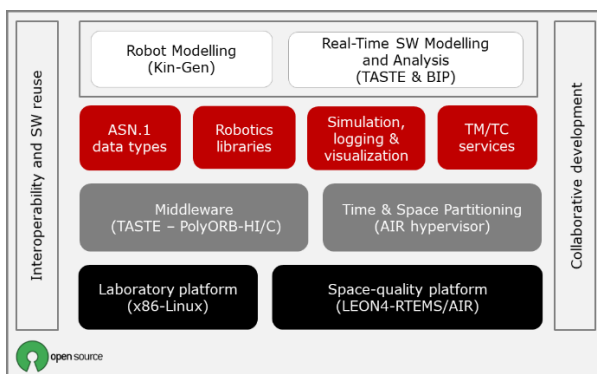 Interoperability and SW reuse
Robot Modelling
(Kin-Gen)
Real-Time SW Modelling
and Analysis
(TASTE & BIP)
ASN.1
data types
Robotics
libraries
Simulation,
logging &
visualization
TM/TC
services
Middleware
(TASTE – PolyORB-HI/C)
Time & Space Partitioning
(AIR hypervisor)
Laboratory platform
(x86-Linux)
Space-quality platform
(LEON4-RTEMS/AIR)
Collaborative development
open source